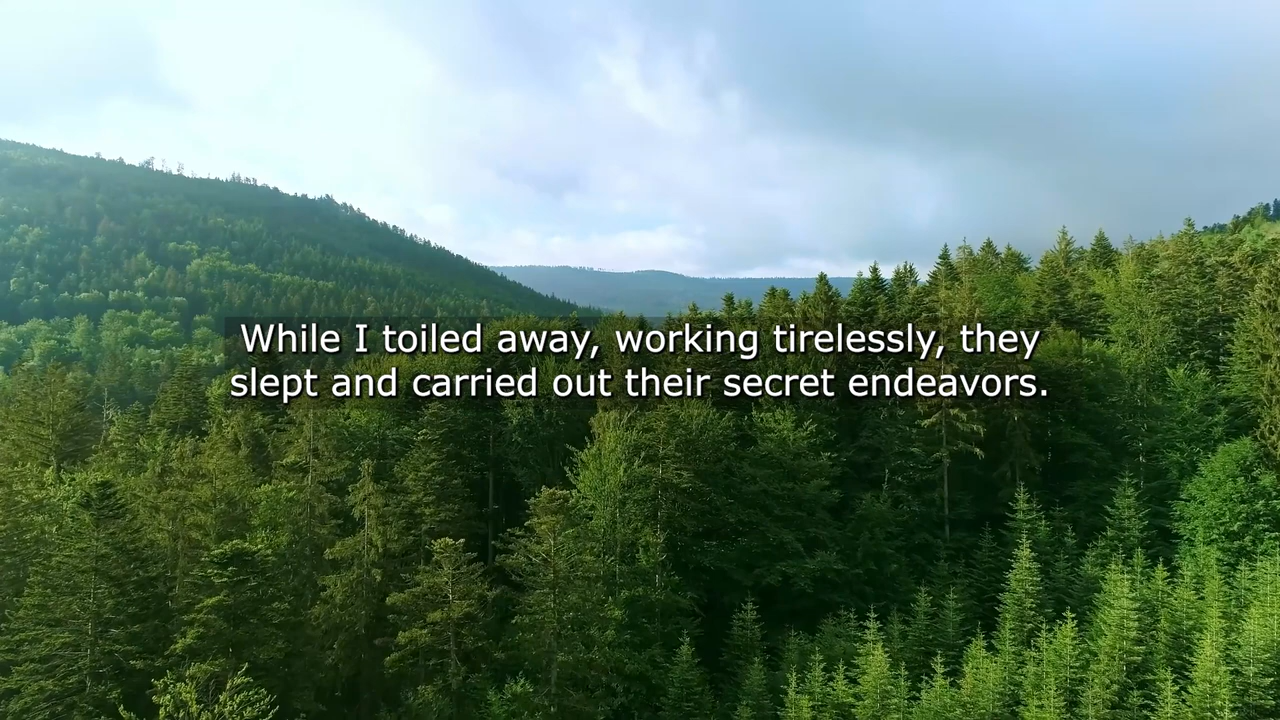 While I toiled away, working tirelessly, they
slept and carried out their secret endeavors.